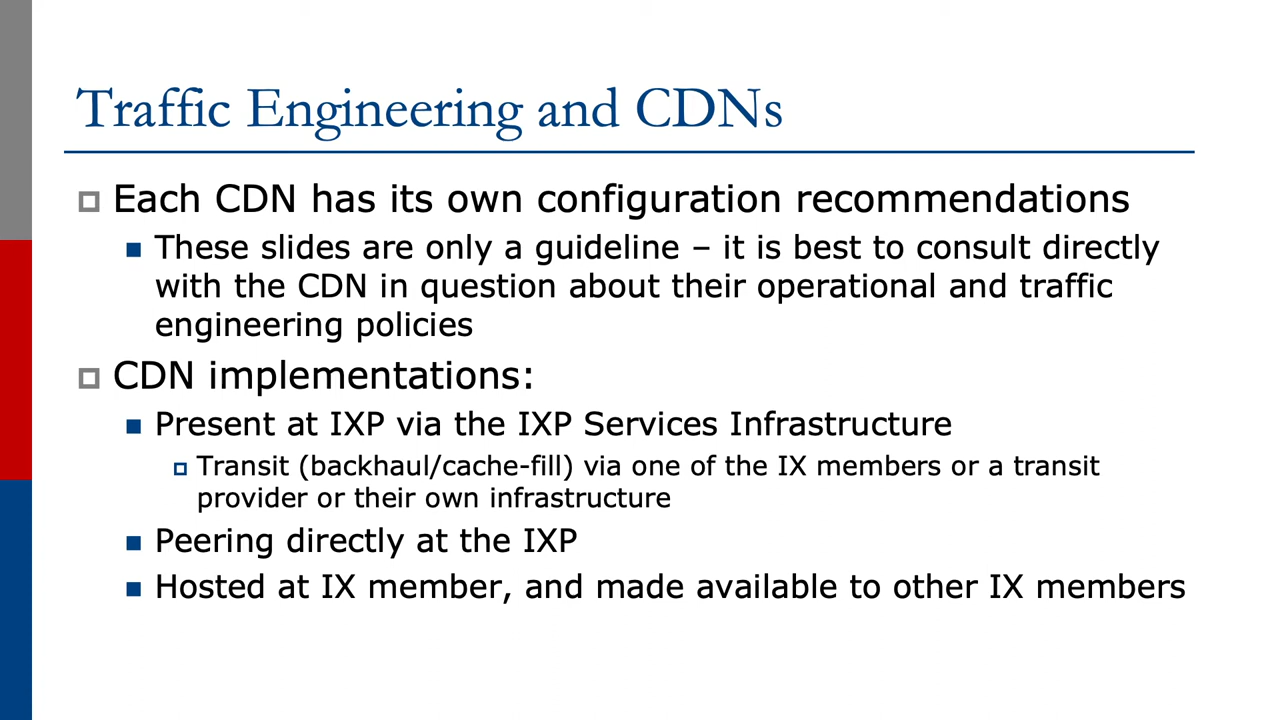 Traffic Engineering and CDNs
Each CDN has its own configuration recommendations
These slides are only a guideline – it is best to consult directly
with the CDN in question about their operational and traffic
engineering policies
CDN implementations:
Present at IXP via the IXP Services Infrastructure
Transit (backhaul/cache-fill) via one of the IX members or a transit
provider or their own infrastructure
Peering directly at the IXP
Hosted at IX member, and made available to other IX members